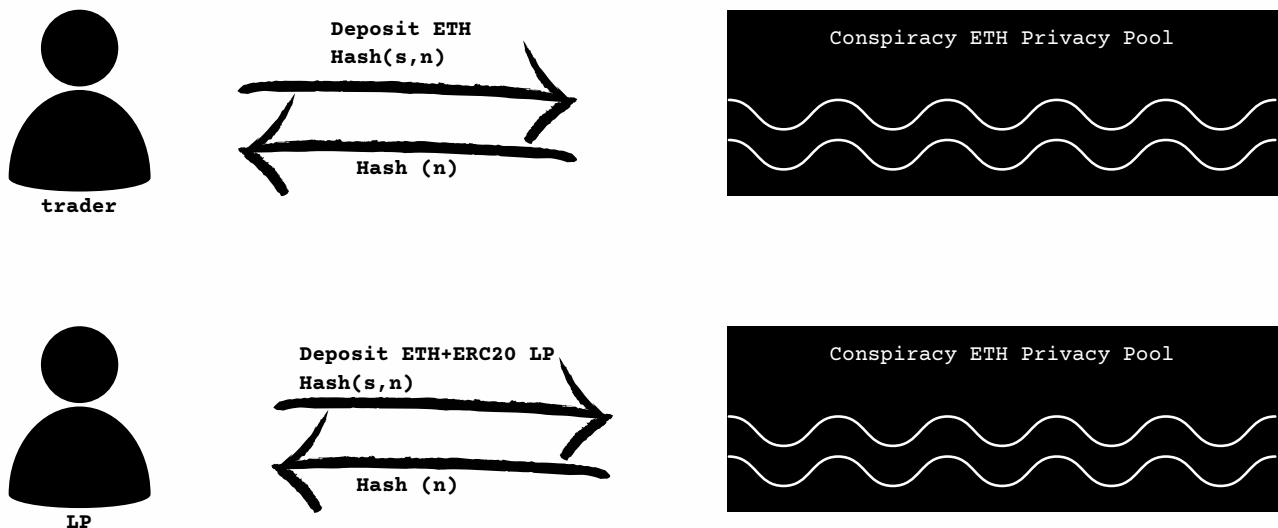 Deposit ETH
Hash(s,n)
Conspiracy ETH Privacy Pool
Hash (n)
trader
Deposit ETH+ERC20 LP
Hash(s,n)
Conspiracy ETH Privacy Pool
Hash (n)
LP